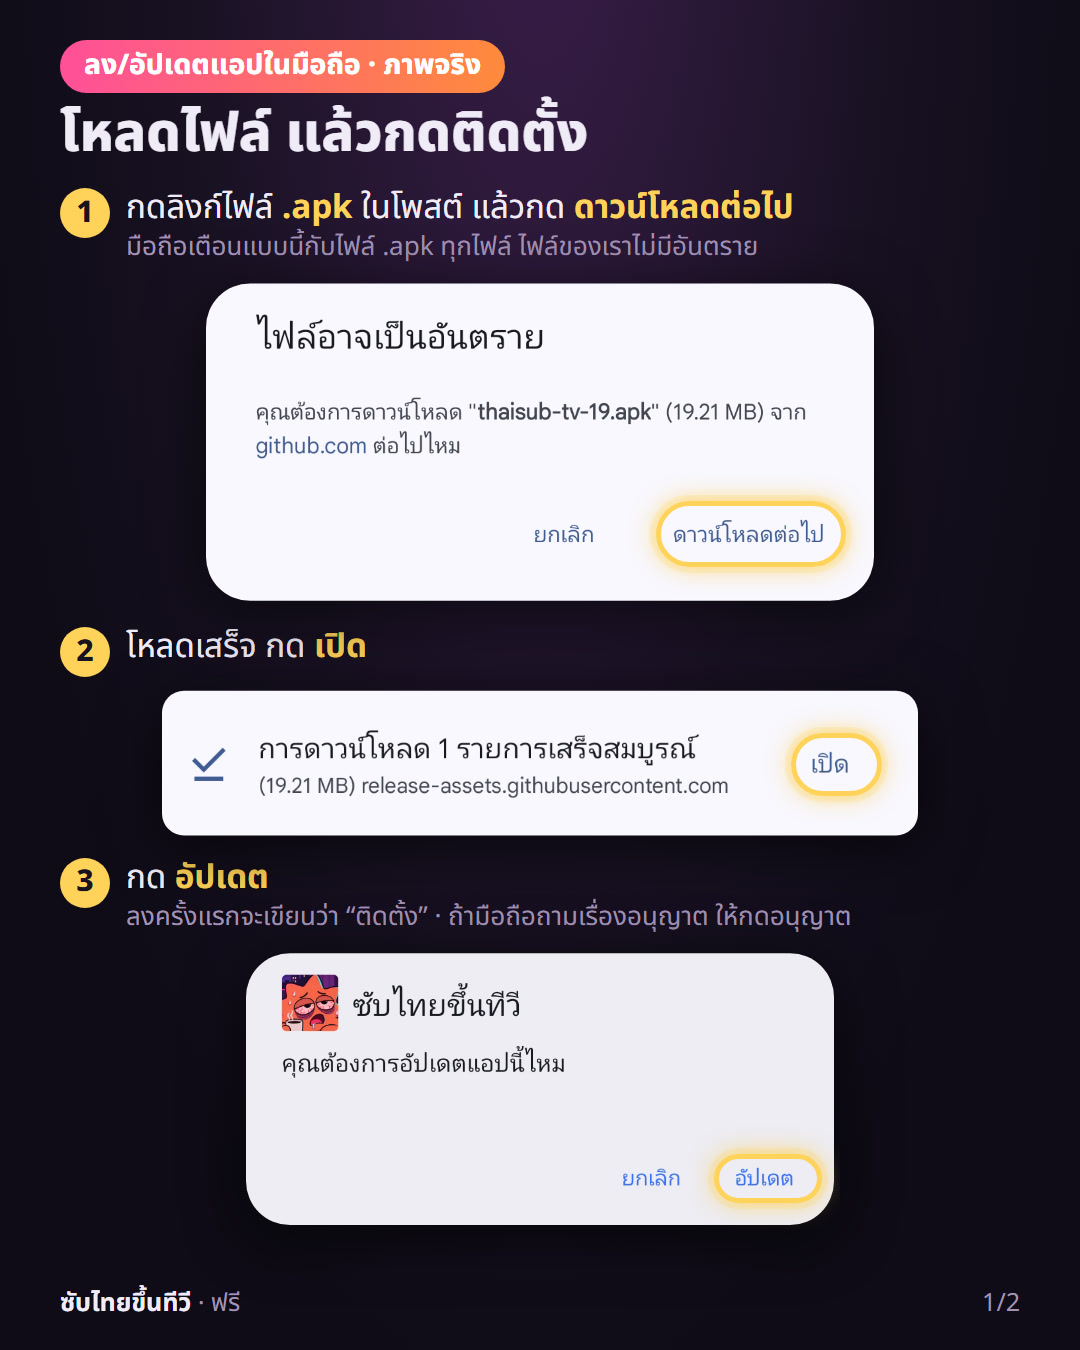 ลง/อัปเดตแอปในมือถือ · ภาพจริง
โหลดไฟล์ แล้วกดติดตั้ง
1 กดลิงก์ไฟล์ .apk ในโพสต์ แล้วกด ดาวน์โหลดต่อไป
มือถือเตือนแบบนี้กับไฟล์ .apk ทุกไฟล์ ไฟล์ของเราไม่มีอันตราย
ไฟล์อาจเป็นอันตราย
คุณต้องการดาวน์โหลด "thaisub-tv-19.apk" (19.21 MB) จาก
github.com ต่อไปไหม
ยกเลิก ดาวน์โหลดต่อไป
2 โหลดเสร็จ กด เปิด
การดาวน์โหลด 1 รายการเสร็จสมบูรณ์
(19.21 MB) release-assets.githubusercontent.com
เปิด
3 กด อัปเดต
ลงครั้งแรกจะเขียนว่า “ติดตั้ง” · ถ้ามือถือถามเรื่องอนุญาต ให้กดอนุญาต
ซับไทยขึ้นทีวี
คุณต้องการอัปเดตแอปนี้ไหม
ยกเลิก อัปเดต
ซับไทยขึ้นทีวี · ฟรี 1/2